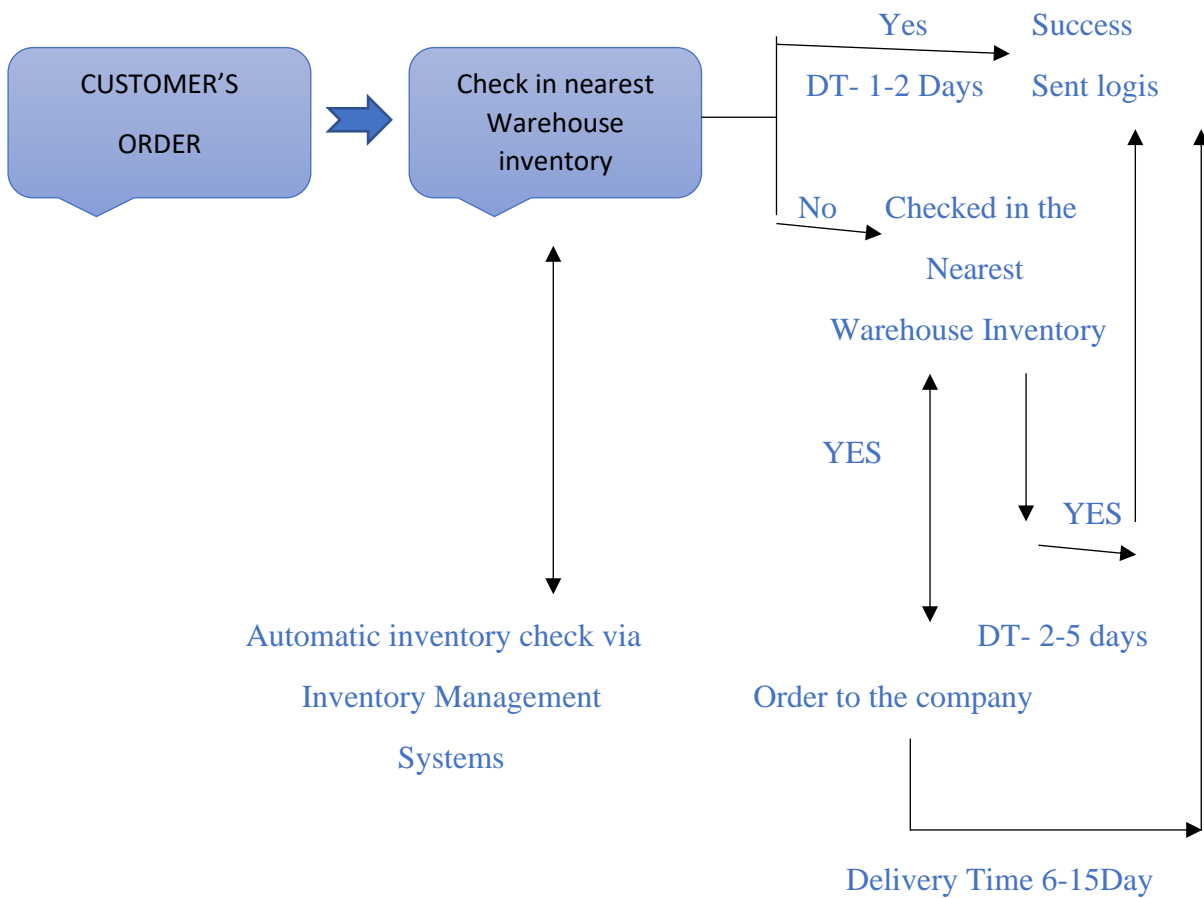 CUSTOMER'S
ORDER
Check in nearest
Warehouse
inventory
Yes
Success
DT- 1-2 Days
Sent logis
No
Checked in the
Nearest
Warehouse Inventory
YES
YES
Automatic inventory check via
Inventory Management
Systems
DT- 2-5 days
Order to the company
Delivery Time 6-15Day